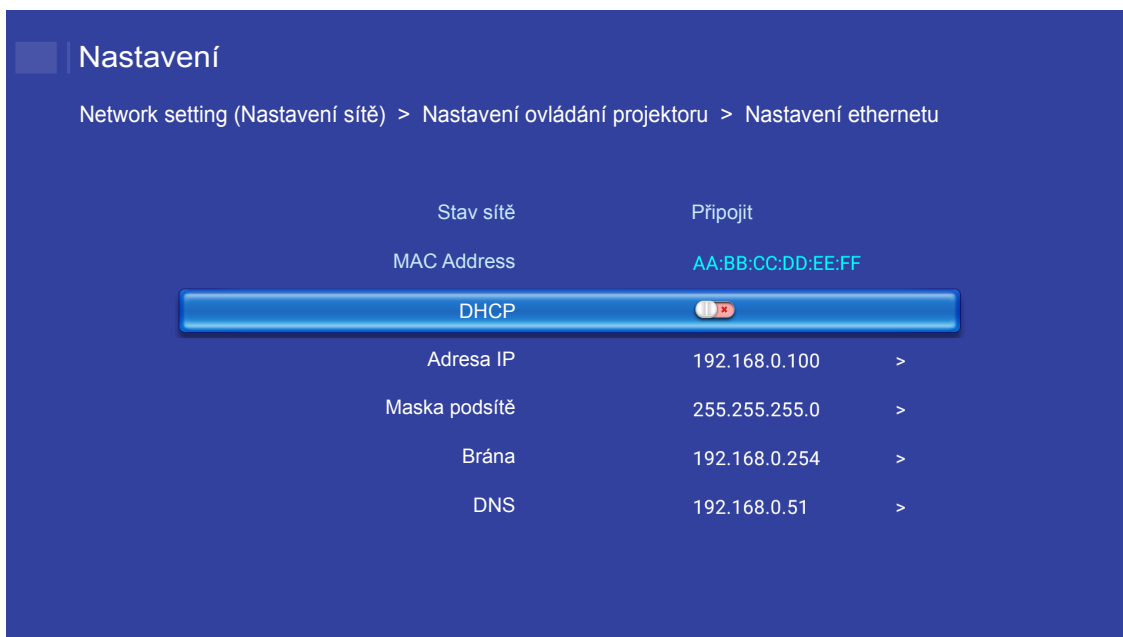 Nastavení
Network setting (Nastavení sítě) > Nastavení ovládání projektoru > Nastavení ethernetu
Stav sítě Připojit
MAC Address AA:BB:CC:DD:EE:FF
DHCP
Adresa IP 192.168.0.100 >
Maska podsítě 255.255.255.0 >
Brána 192.168.0.254 >
DNS 192.168.0.51 >